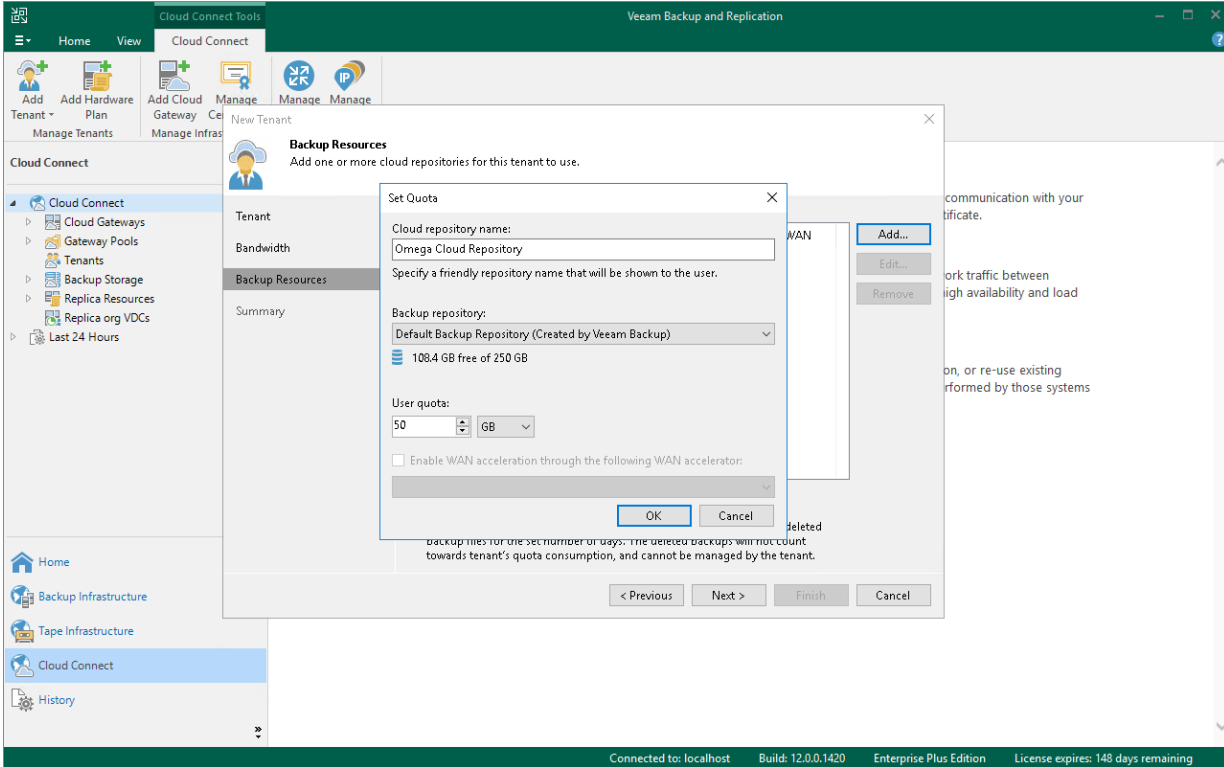 Cloud Connect Tools
Veeam Backup and Replication
Home View Cloud Connect
Add Tenant
Add Hardware Plan
Add Cloud Gateway
Manage
Manage
Manage
IP
Manage Tenants
New Tenant
Backup Resources
Add one or more cloud repositories for this tenant to use.
Cloud Connect
Cloud Connect
Cloud Gateways
Gateway Pools
Tenants
Backup Storage
Replica Resources
Replica org VDCs
Last 24 Hours
Tenant
Bandwidth
Backup Resources
Summary
Set Quota
Cloud repository name:
Omega Cloud Repository
Specify a friendly repository name that will be shown to the user.
Backup repository:
Default Backup Repository (Created by Veeam Backup)
108.4 GB free of 250 GB
User quota:
50 GB
Enable WAN acceleration through the following WAN accelerator:
OK Cancel
WAN
Add...
Edit...
Remove
deleted
backup files for the set number of days. The deleted backups will not count
towards tenant's quota consumption, and cannot be managed by the tenant.
< Previous Next > Finish Cancel
communication with your
traffic between
availability and load
or re-use existing
by those systems
Home
Backup Infrastructure
Tape Infrastructure
Cloud Connect
History
Connected to: localhost Build: 12.0.0.1420 Enterprise Plus Edition License expires: 148 days remaining